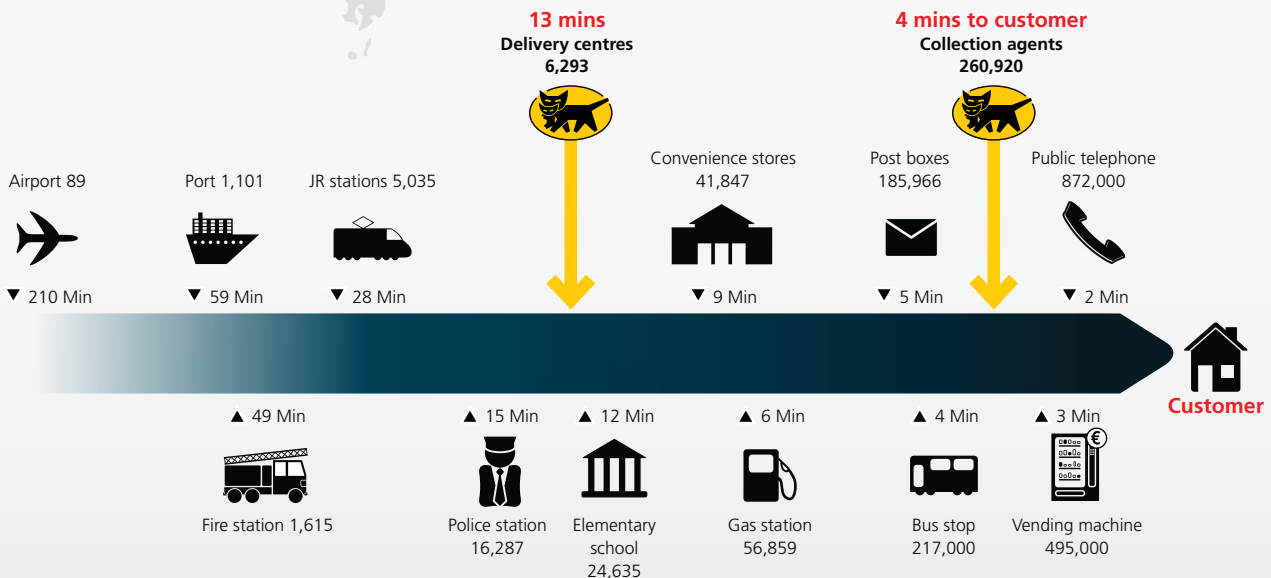 13 mins
Delivery centres
6,293
4 mins to customer
Collection agents
260,920
Airport 89
Port 1,101
JR stations 5,035
Convenience stores
41,847
Post boxes
185,966
Public telephone
872,000
▼ 210 Min
▼ 59 Min
▼ 28 Min
▼ 9 Min
▼ 5 Min
▼ 2 Min
Customer
▲ 49 Min
▲ 15 Min
▲ 12 Min
▲ 6 Min
▲ 4 Min
▲ 3 Min
€
Fire station 1,615
Police station
16,287
Elementary
school
24,635
Gas station
56,859
Bus stop
217,000
Vending machine
495,000